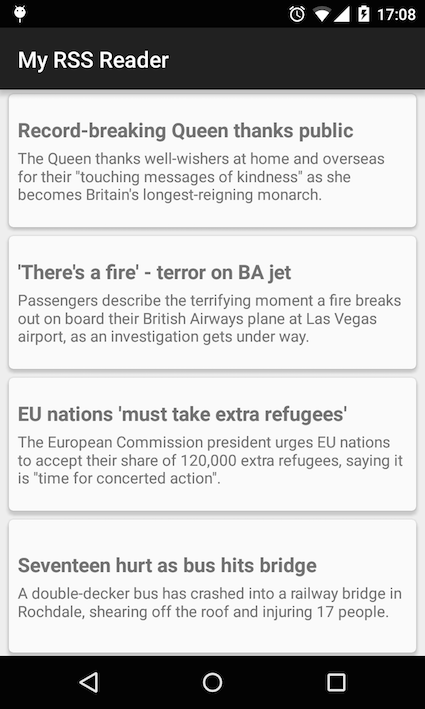 17:08
My RSS Reader
Record-breaking Queen thanks public
The Queen thanks well-wishers at home and overseas
for their "touching messages of kindness" as she
becomes Britain's longest-reigning monarch.
'There's a fire' - terror on BA jet
Passengers describe the terrifying moment a fire breaks
out on board their British Airways plane at Las Vegas
airport, as an investigation gets under way.
EU nations 'must take extra refugees'
The European Commission president urges EU nations
to accept their share of 120,000 extra refugees, saying it
is "time for concerted action".
Seventeen hurt as bus hits bridge
A double-decker bus has crashed into a railway bridge in
Rochdale, shearing off the roof and injuring 17 people.